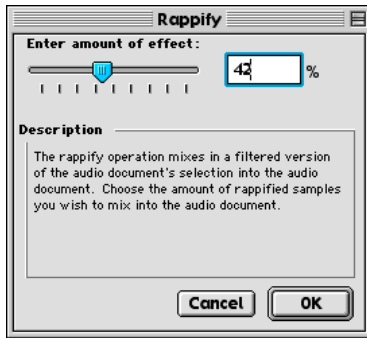 Rappify
Enter amount of effect:
42 %
Description
The rappify operation mixes in a filtered version
of the audio document's selection into the audio
document. Choose the amount of rappified samples
you wish to mix into the audio document.
Cancel OK